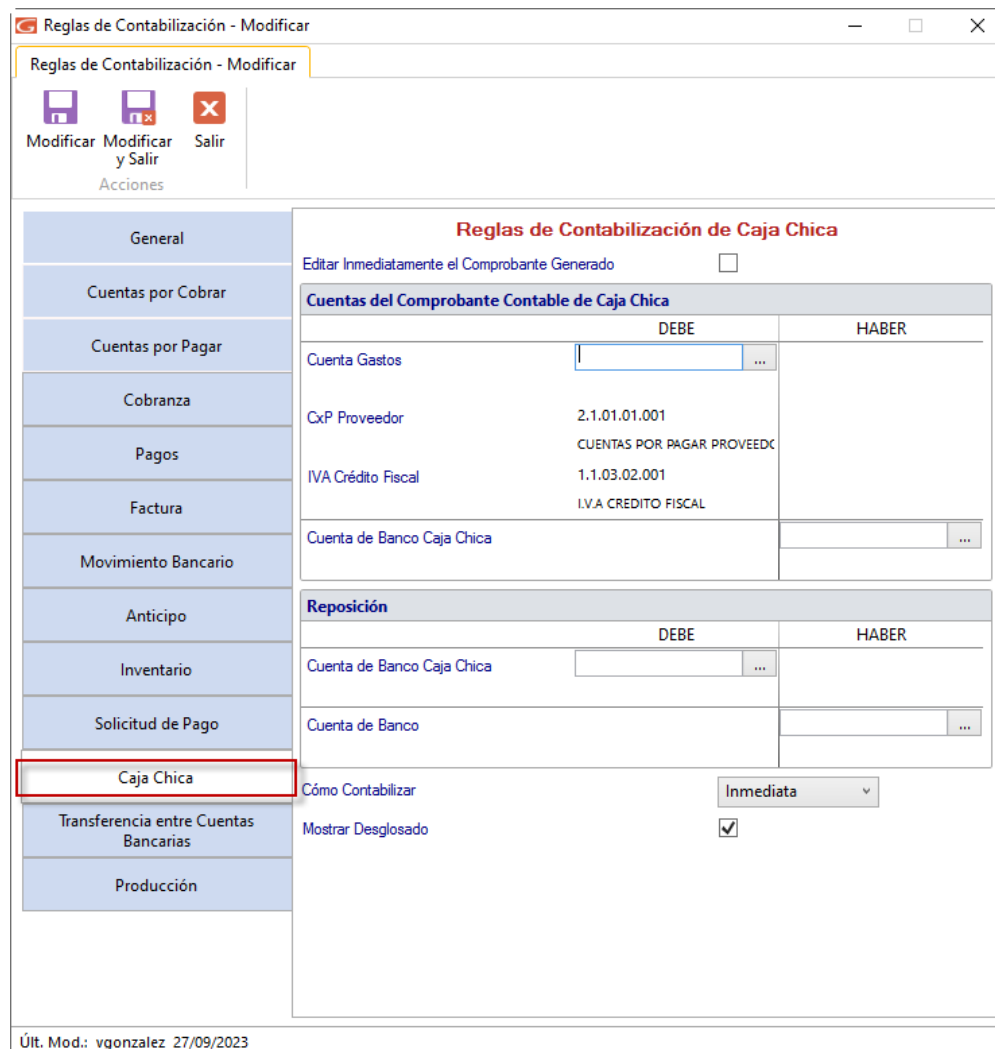 Reglas de Contabilización - Modificar
Reglas de Contabilización - Modificar
Modificar
Modificar y Salir
Salir
Acciones
General
Cuentas por Cobrar
Cuentas por Pagar
Cobranza
Pagos
Factura
Movimiento Bancario
Anticipo
Inventario
Solicitud de Pago
Caja Chica
Transferencia entre Cuentas
Bancarias
Producción
Reglas de Contabilización de Caja Chica
Editar Inmediatamente el Comprobante Generado
Cuentas del Comprobante Contable de Caja Chica
DEBE HABER
Cuenta Gastos ...
CxP Proveedor 2.1.01.01.001
CUENTAS POR PAGAR PROVEEDO
IVA Crédito Fiscal 1.1.03.02.001
I.V.A CREDITO FISCAL
Cuenta de Banco Caja Chica ...
Reposición
DEBE HABER
Cuenta de Banco Caja Chica ...
Cuenta de Banco ...
Cómo Contabilizar Inmediata
Mostrar Desglosado
Últ. Mod.: vgonzalez 27/09/2023